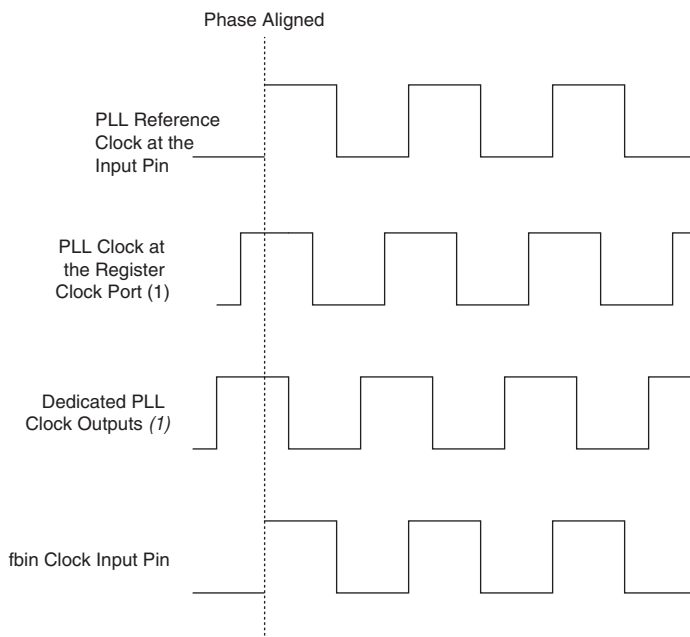 Phase Aligned
PLL Reference
Clock at the
Input Pin
PLL Clock at
the Register
Clock Port (1)
Dedicated PLL
Clock Outputs (1)
fbin Clock Input Pin